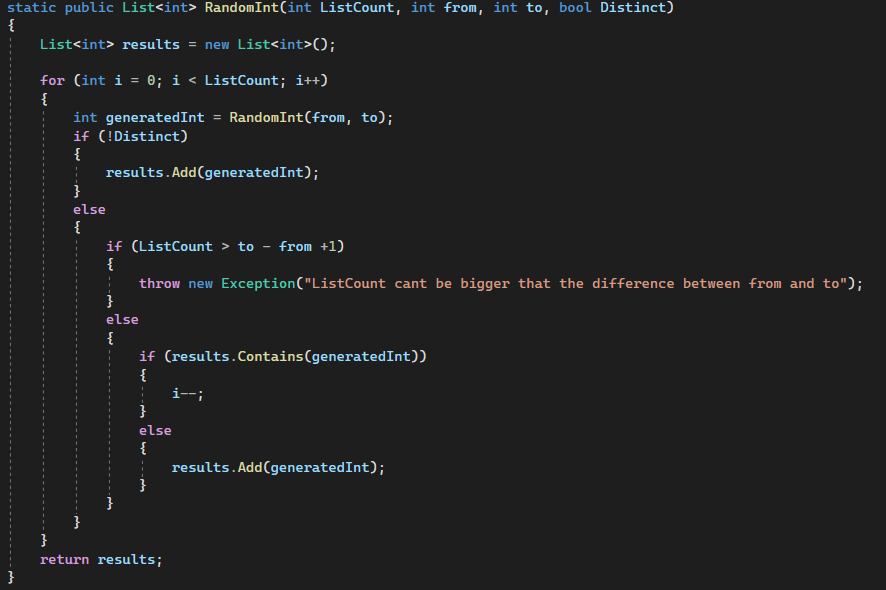 static public List<int> RandomInt(int ListCount, int from, int to, bool Distinct)
{
    List<int> results = new List<int>();

    for (int i = 0; i < ListCount; i++)
    {
        int generatedInt = RandomInt(from, to);
        if (!Distinct)
        {
            results.Add(generatedInt);
        }
        else
        {
            if (ListCount > to - from +1)
            {
                throw new Exception("ListCount cant be bigger that the difference between from and to");
            }
            else
            {
                if (results.Contains(generatedInt))
                {
                    i--;
                }
                else
                {
                    results.Add(generatedInt);
                }
            }
        }
    }
    return results;
}